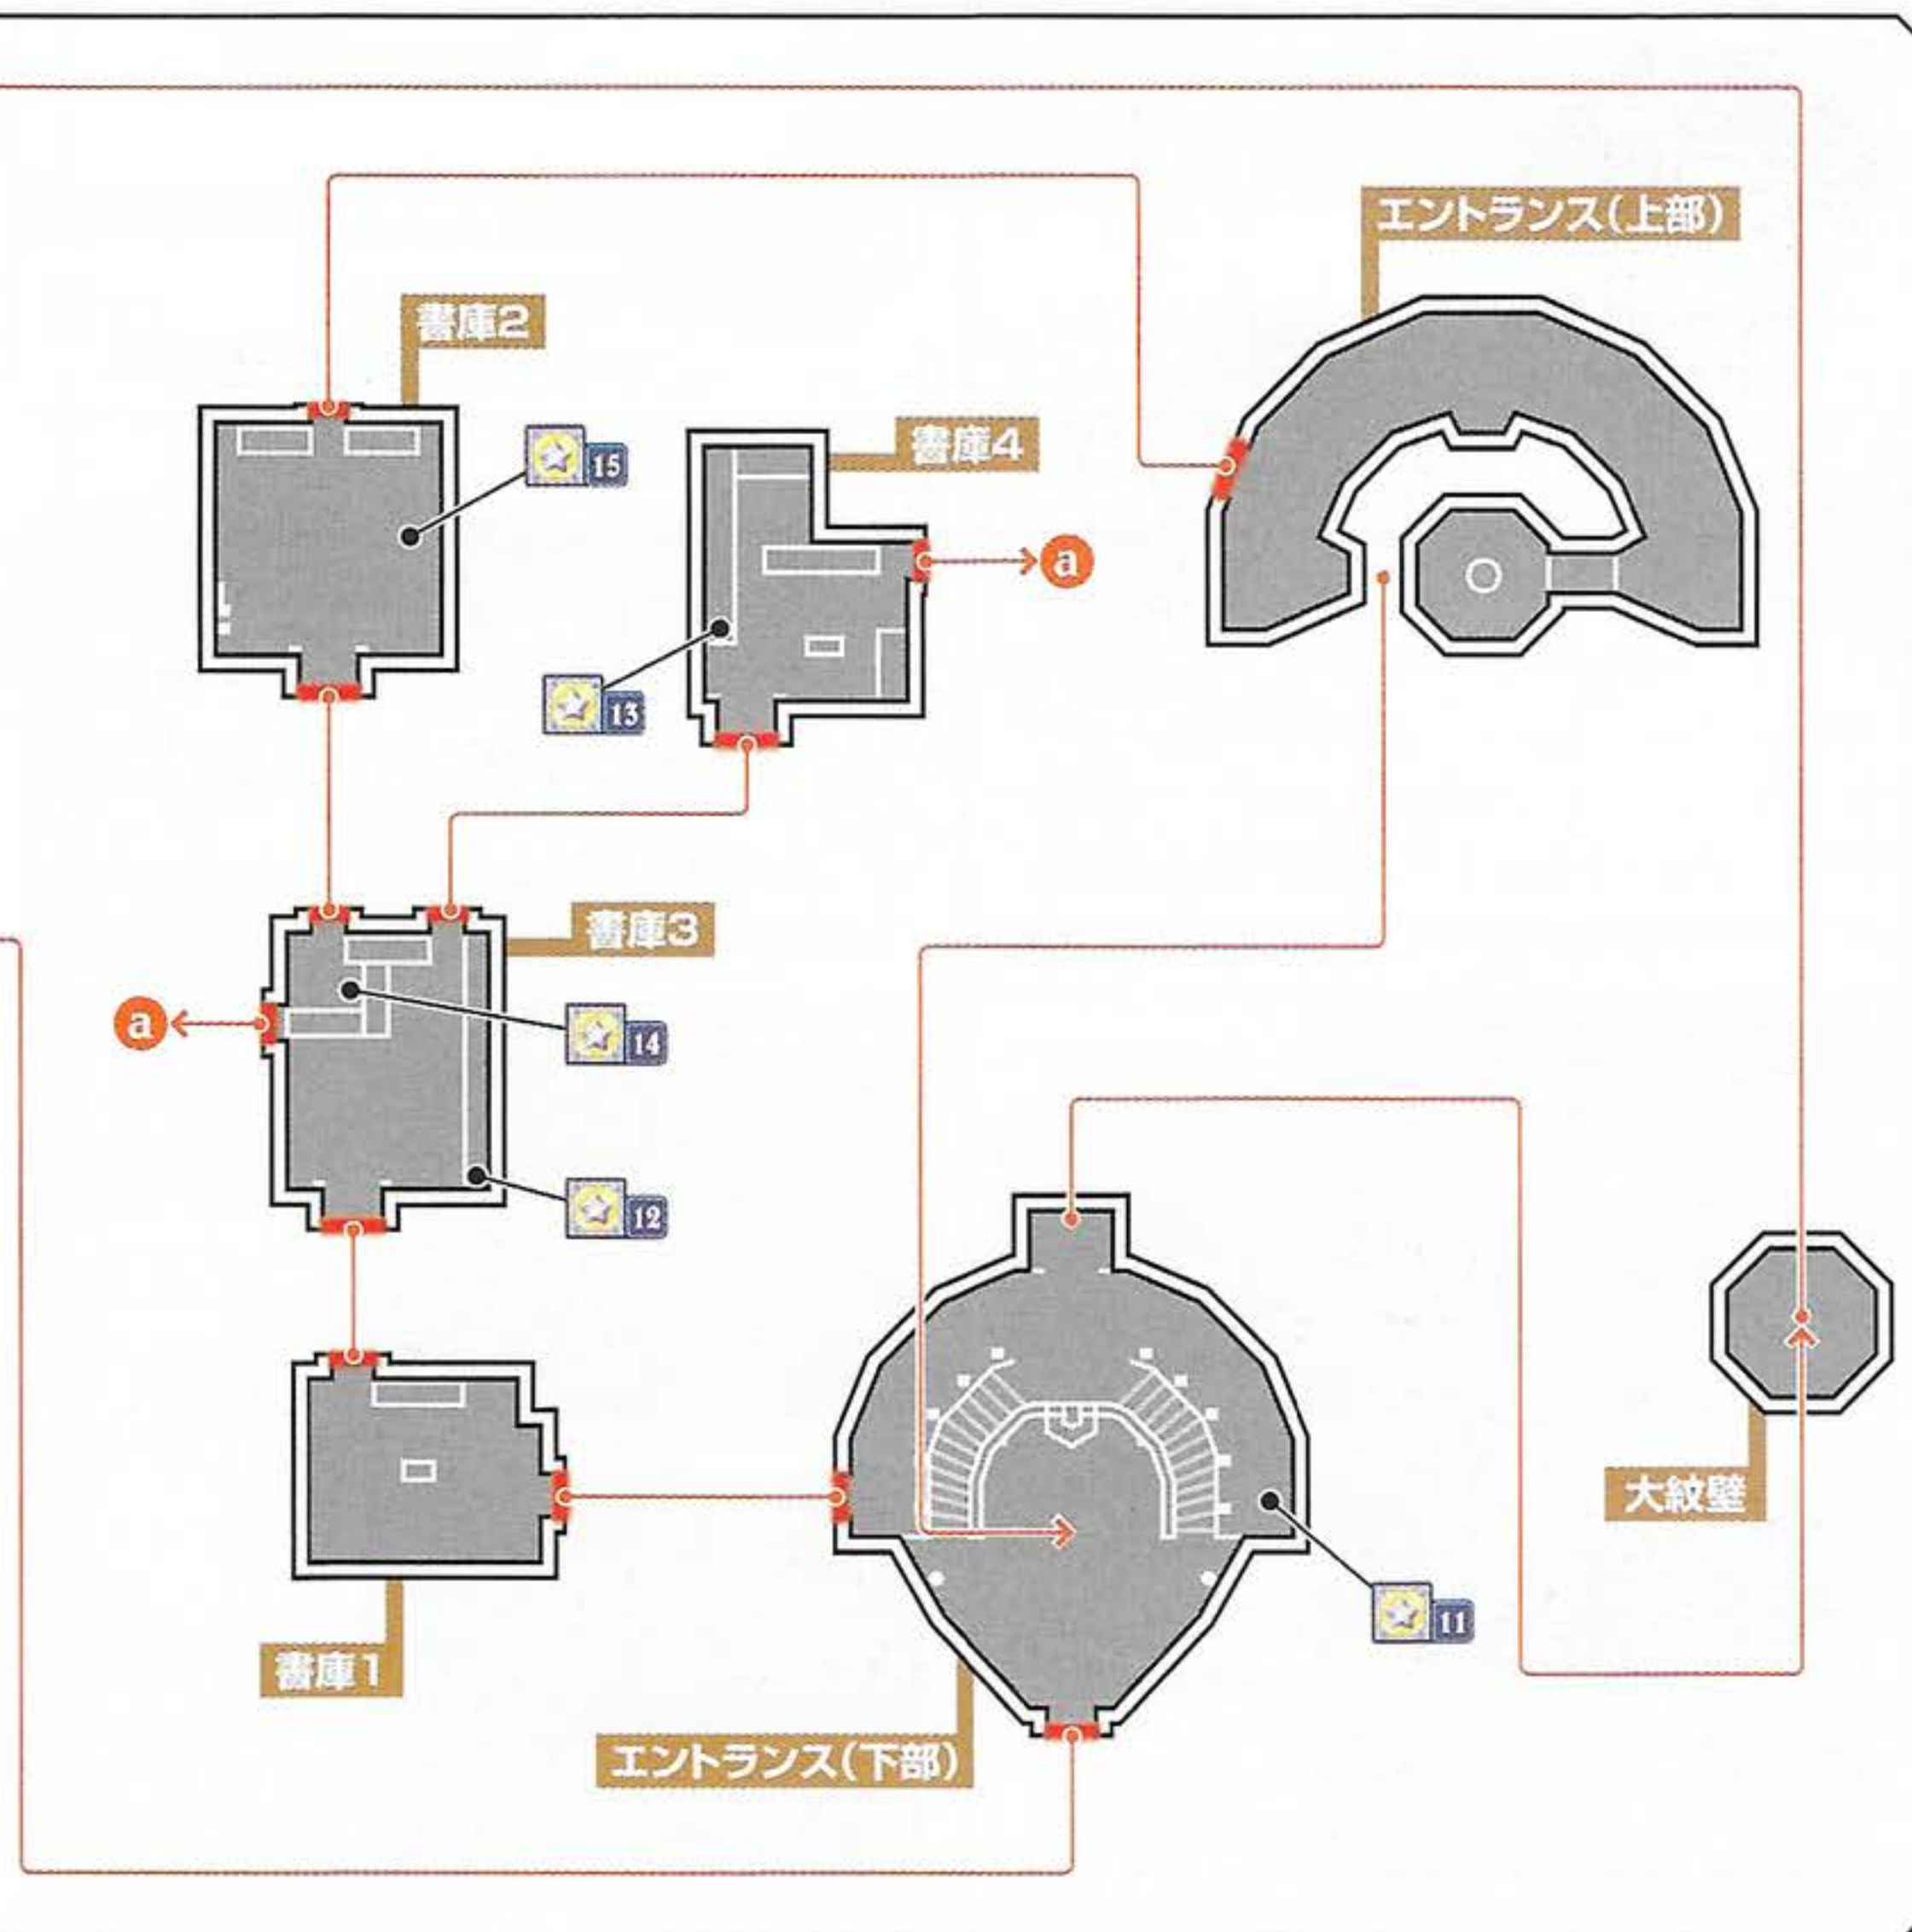 エントランス(上部)
書庫2
15
書庫4
a
13
書庫3
a
14
12
大紋壁
11
書庫1
エントランス(下部)